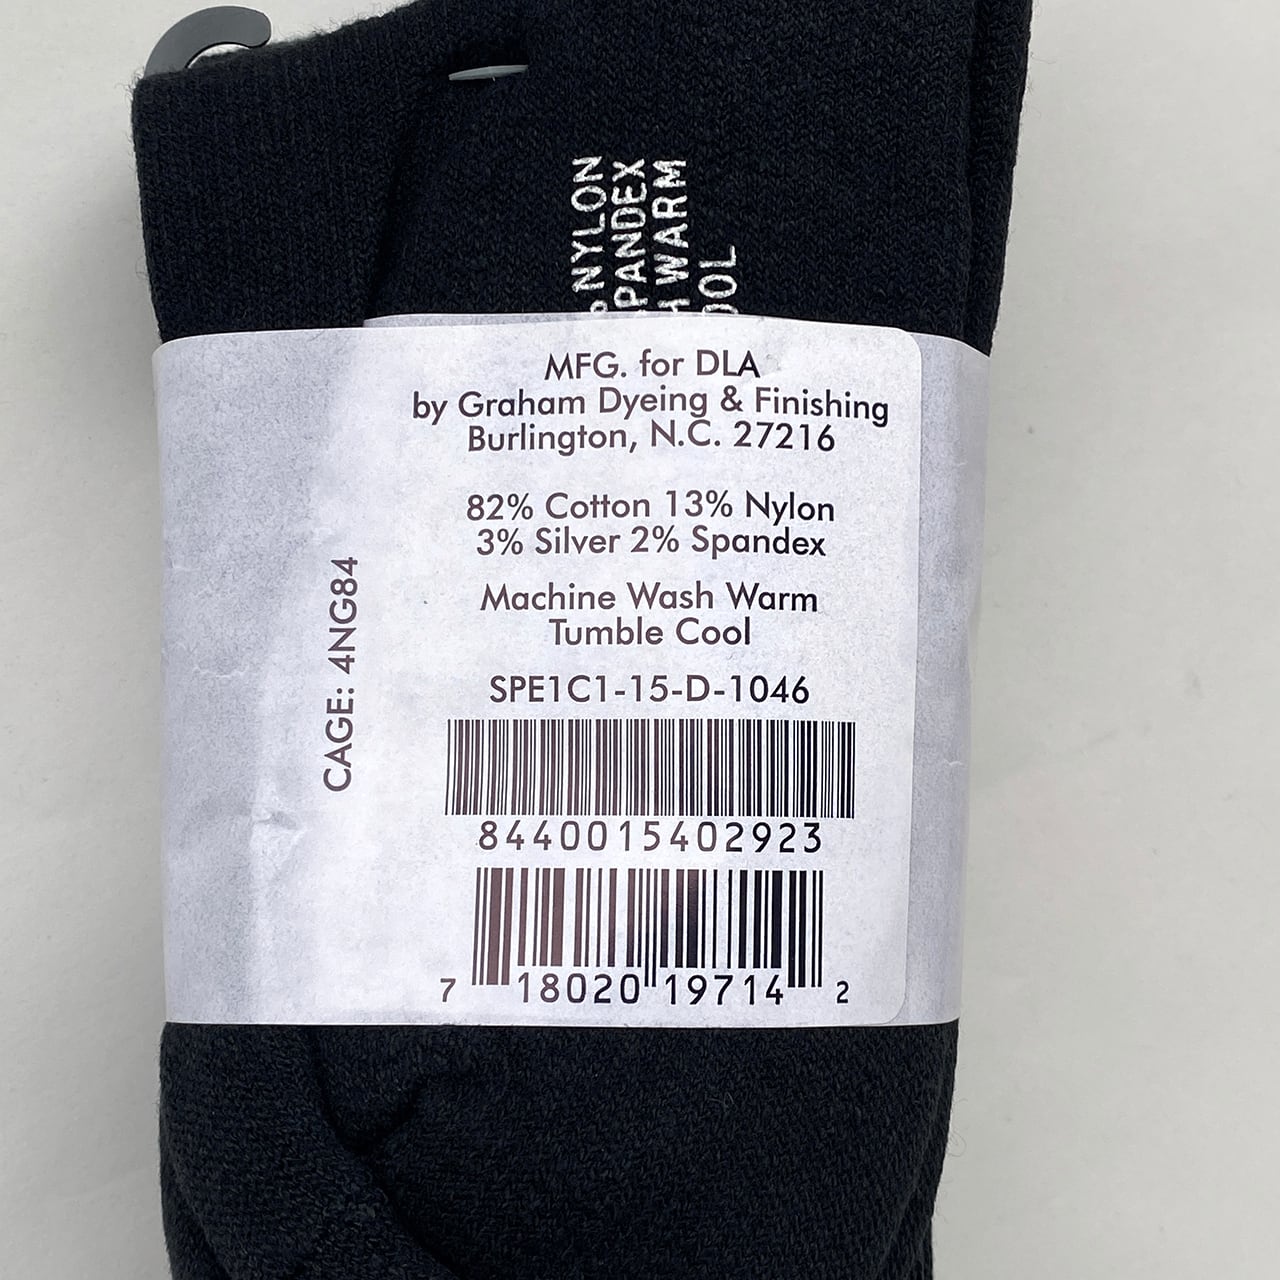 NYLON
WARM
MFG. for DLA
by Graham Dyeing & Finishing
Burlington, N.C. 27216
82% Cotton 13% Nylon
3% Silver 2% Spandex
Machine Wash Warm
Tumble Cool
CAGE: 4NG84
SPE1C1-15-D-1046
8440015402923
7 18020 19714 2